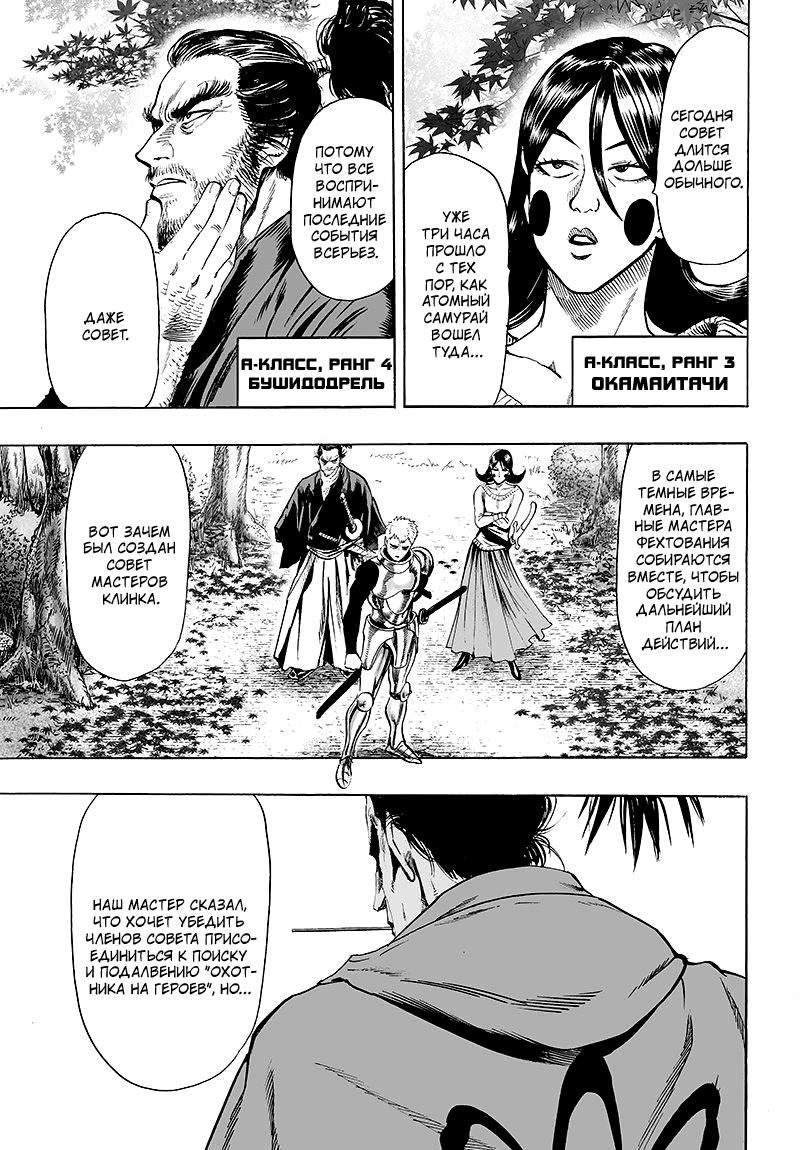 СЕГОДНЯ
СОВЕТ
ДЛИТСЯ
ДОЛЬШЕ
ОБЫЧНОГО.
УЖЕ
ТРИ ЧАСА
ПРОШЛО
С ТЕХ
ПОР, КАК
АТОМНЫЙ
САМУРАЙ
ВОШЕЛ
ТУДА...
А-КЛАСС, РАНГ 3
ОКАМАИТАЧИ
ПОТОМУ
ЧТО ВСЕ
ВОСПРИ-
НИМАЮТ
ПОСЛЕДНИЕ
СОБЫТИЯ
ВСЕРЬЕЗ.
ДАЖЕ
СОВЕТ.
А-КЛАСС, РАНГ 4
БУШИДОДРЕЛЬ
В САМЫЕ
ТЕМНЫЕ ВРЕ-
МЕНА, ГЛАВ-
НЫЕ МАСТЕРА
ФЕХТОВАНИЯ
СОБИРАЮТСЯ
ВМЕСТЕ, ЧТОБЫ
ОБСУДИТЬ
ДАЛЬНЕЙШИЙ
ПЛАН
ДЕЙСТВИЙ...
ВОТ ЗАЧЕМ
БЫЛ СОЗДАН
СОВЕТ
МАСТЕРОВ
КЛИНКА.
НАШ МАСТЕР СКАЗАЛ,
ЧТО ХОЧЕТ УБЕДИТЬ
ЧЛЕНОВ СОВЕТА ПРИСО-
ЕДИНИТЬСЯ К ПОИСКУ
И ПОДАЛВЕНИЮ "ОХОТ-
НИКА НА ГЕРОЕВ", НО...